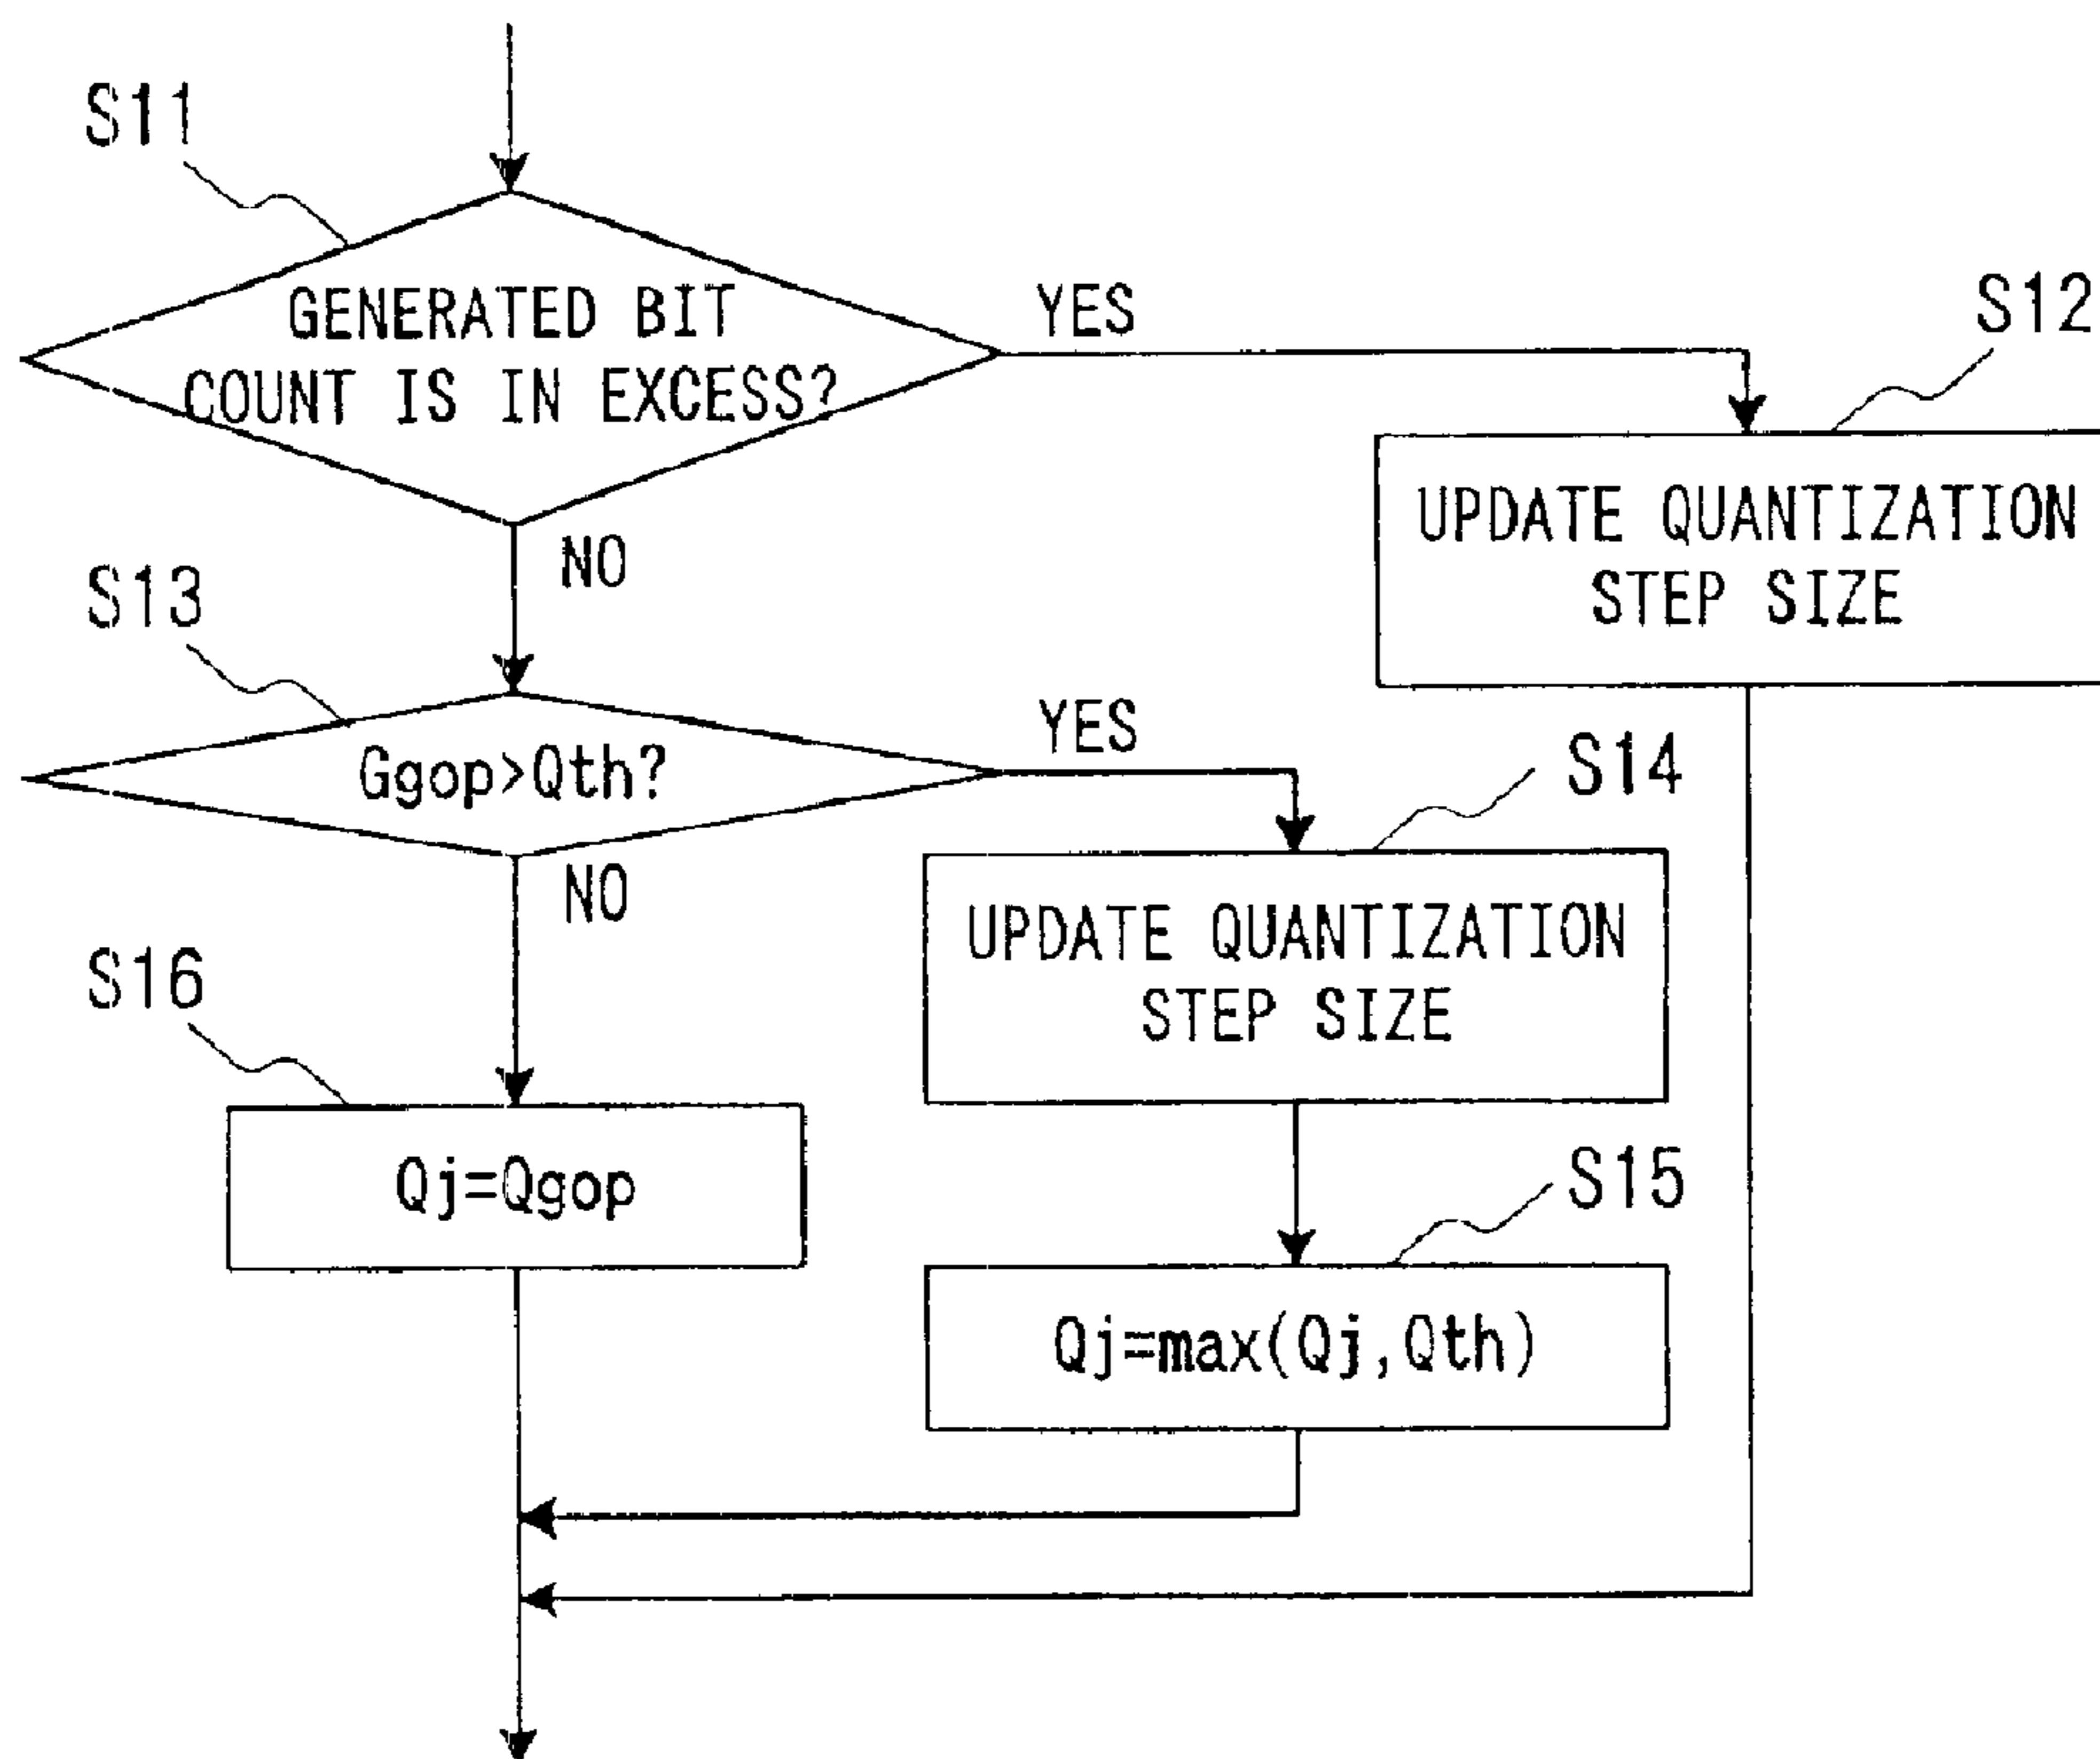 S11
GENERATED BIT
COUNT IS IN EXCESS?
YES
S12
UPDATE QUANTIZATION
STEP SIZE
NO
S13
Ggop>Qth?
YES
S14
UPDATE QUANTIZATION
STEP SIZE
NO
S16
Qj=Qgop
S15
Qj=max(Qj,Qth)